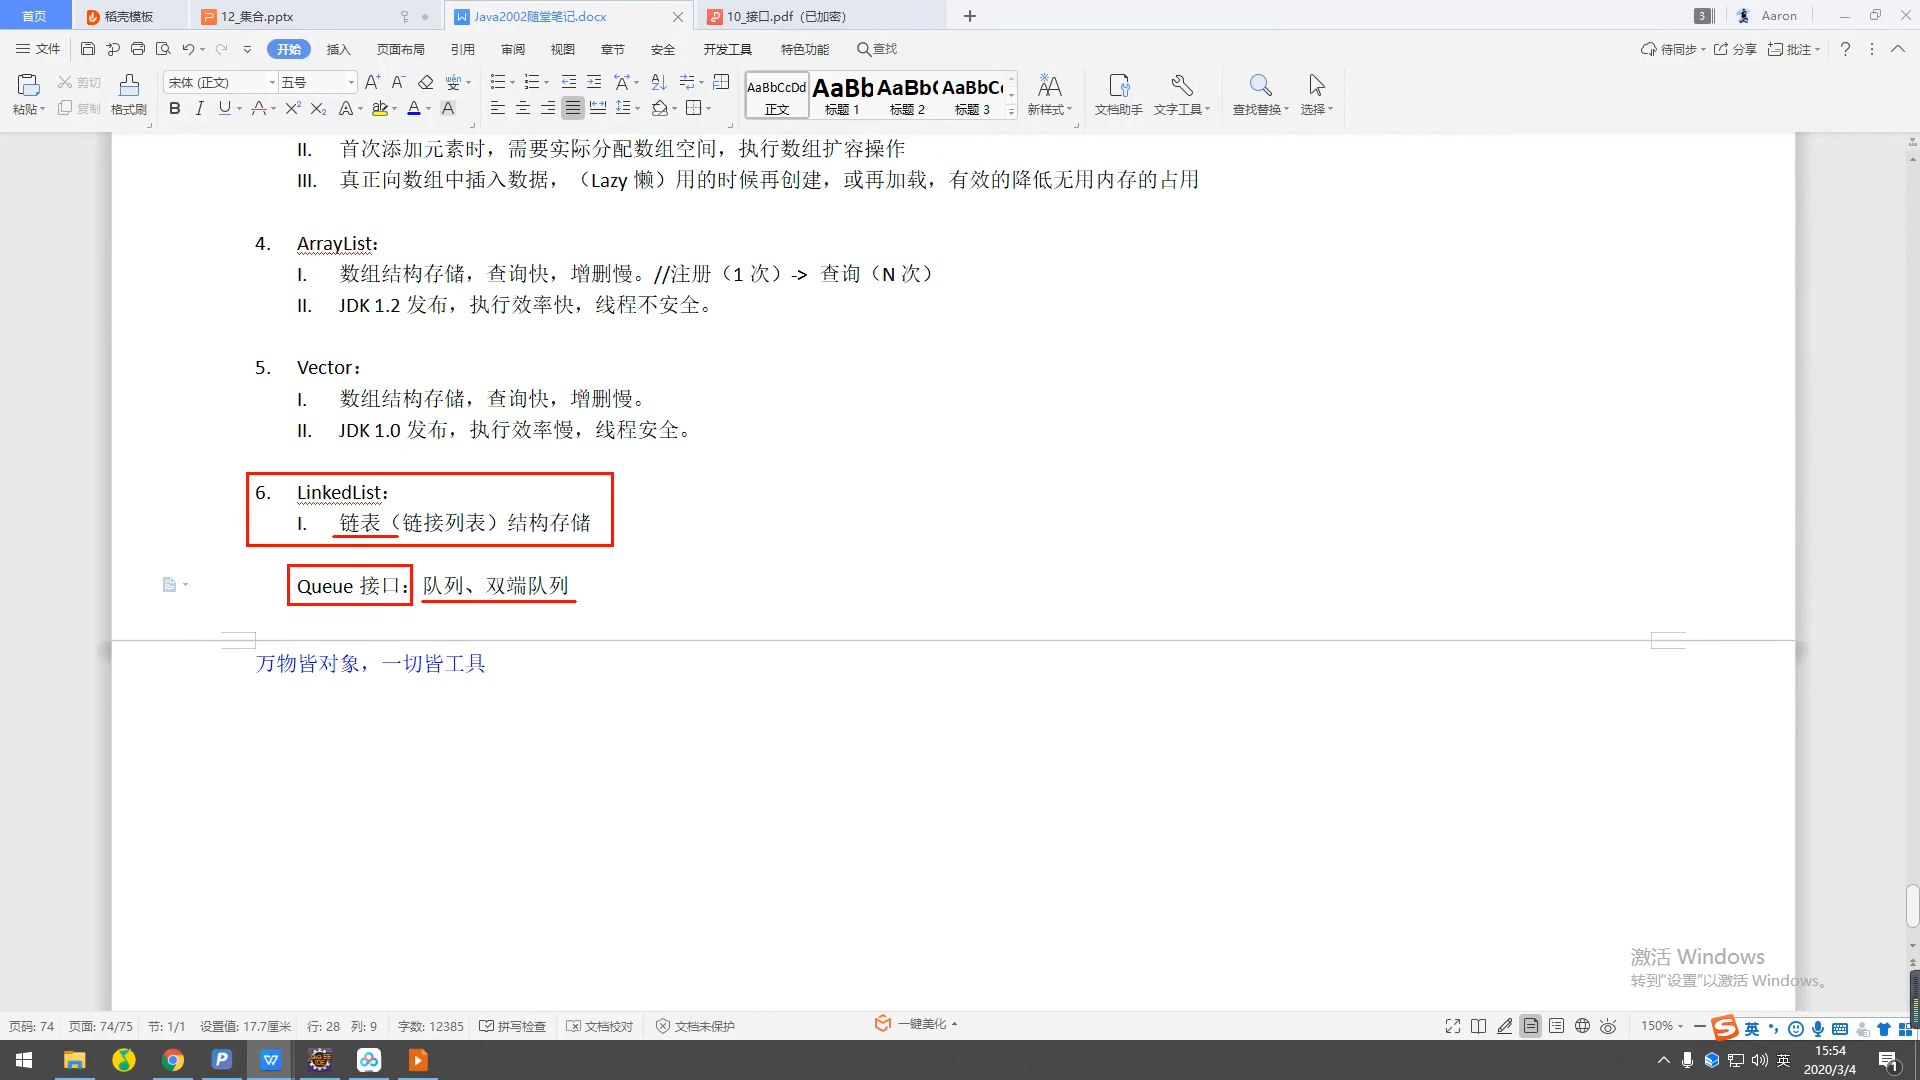 首页
稻壳模板
12_集合.pptx
Java2002随堂笔记.docx
10_接口.pdf（已加密）
3
Aaron
文件
开始
插入
页面布局
引用
审阅
视图
章节
安全
开发工具
特色功能
查找
待同步
分享
批注
粘贴
剪切
复制
格式刷
宋体 (正文)
五号
AaBbCcDd
正文
AaBb
标题 1
AaBb(
标题 2
AaBbC
标题 3
新样式
文档助手
文字工具
查找替换
选择
II. 首次添加元素时，需要实际分配数组空间，执行数组扩容操作
III. 真正向数组中插入数据，（Lazy 懒）用的时候再创建，或再加载，有效的降低无用内存的占用
4. ArrayList：
I. 数组结构存储，查询快，增删慢。//注册（1 次）-> 查询（N 次）
II. JDK 1.2 发布，执行效率快，线程不安全。
5. Vector：
I. 数组结构存储，查询快，增删慢。
II. JDK 1.0 发布，执行效率慢，线程安全。
6. LinkedList：
I. 链表（链接列表）结构存储
Queue 接口：队列、双端队列
万物皆对象，一切皆工具
激活 Windows
转到“设置”以激活 Windows。
页码: 74 页面: 74/75 节: 1/1 设置值: 17.7厘米 行: 28 列: 9 字数: 12385 拼写检查 文档校对 文档未保护
一键美化
150%
英
英
15:54
2020/3/4
1